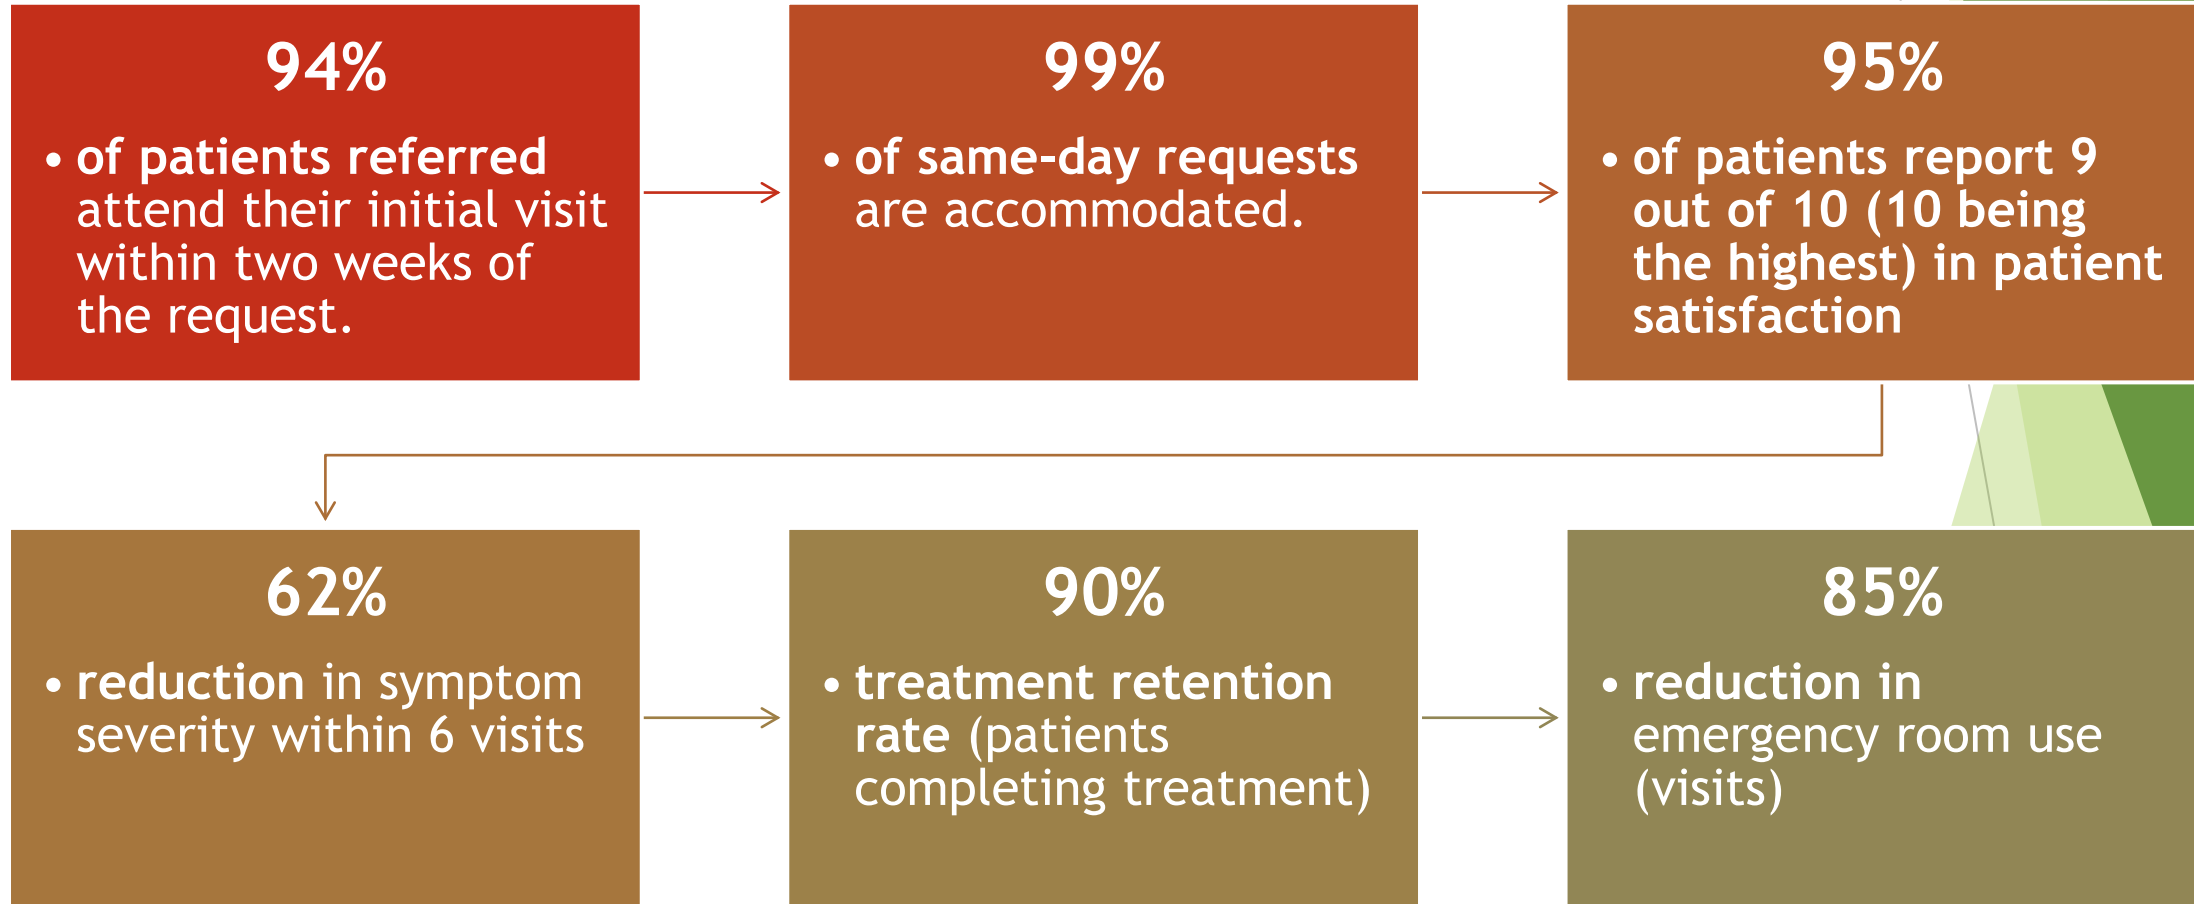 94%
• of patients referred
attend their initial visit
within two weeks of
the request.
99%
• of same-day requests
are accommodated.
95%
• of patients report 9
out of 10 (10 being
the highest) in patient
satisfaction
62%
• reduction in symptom
severity within 6 visits
90%
• treatment retention
rate (patients
completing treatment)
85%
• reduction in
emergency room use
(visits)